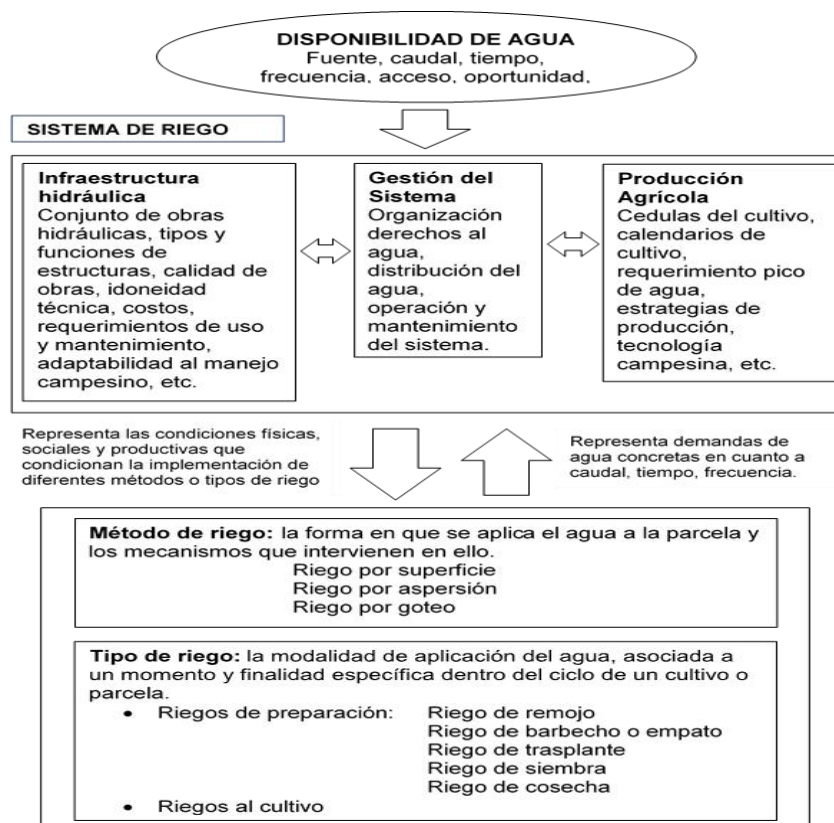 DISPONIBILIDAD DE AGUA
Fuente, caudal, tiempo,
frecuencia, acceso, oportunidad,
SISTEMA DE RIEGO
Infraestructura
hidráulica
Conjunto de obras
hidráulicas, tipos y
funciones de
estructuras, calidad de
obras, idoneidad
técnica, costos,
requerimientos de uso
y mantenimiento,
adaptabilidad al manejo
campesino, etc.
Gestión del
Sistema
Organización
derechos al
agua,
distribución del
agua,
operación y
mantenimiento
del sistema.
Producción
Agrícola
Cedulas del cultivo,
calendarios de
cultivo,
requerimiento pico
de agua,
estrategias de
producción,
tecnología
campesina, etc.
Representa las condiciones físicas,
sociales y productivas que
condicionan la implementación de
diferentes métodos o tipos de riego
Representa demandas de
agua concretas en cuanto a
caudal, tiempo, frecuencia.
Método de riego: la forma en que se aplica el agua a la parcela y
los mecanismos que intervienen en ello.
Riego por superficie
Riego por aspersión
Riego por goteo
Tipo de riego: la modalidad de aplicación del agua, asociada a
un momento y finalidad específica dentro del ciclo de un cultivo o
parcela.
• Riegos de preparación: Riego de remojo
Riego de barbecho o empato
Riego de trasplante
Riego de siembra
Riego de cosecha
• Riegos al cultivo